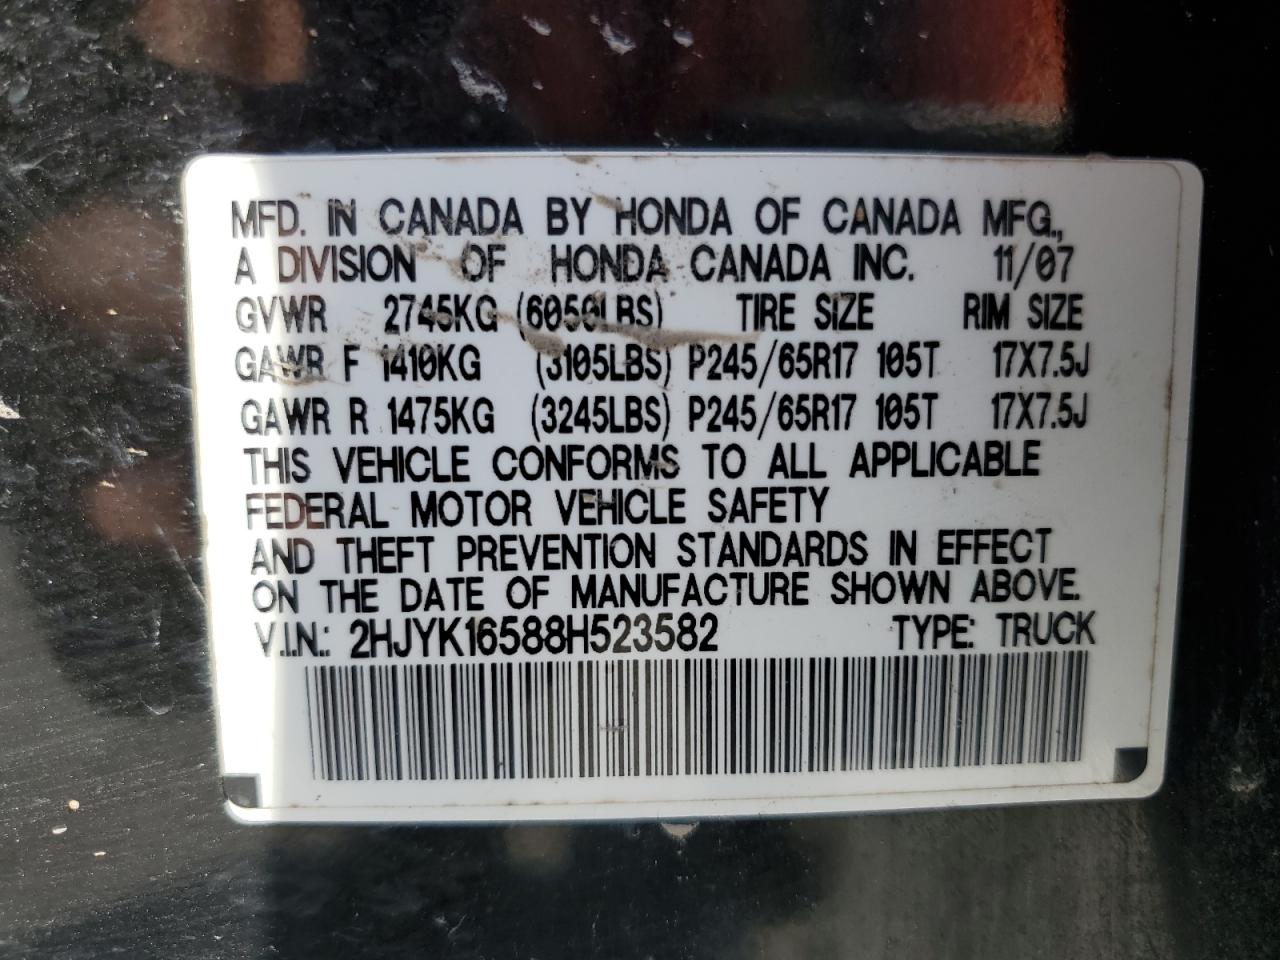 MFD. IN CANADA BY HONDA OF CANADA MFG.,
A DIVISION OF HONDA CANADA INC. 11/07
GVWR 2745KG (6050LBS) TIRE SIZE RIM SIZE
GAWR F 1410KG (3105LBS) P245/65R17 105T 17X7.5J
GAWR R 1475KG (3245LBS) P245/65R17 105T 17X7.5J
THIS VEHICLE CONFORMS TO ALL APPLICABLE
FEDERAL MOTOR VEHICLE SAFETY
AND THEFT PREVENTION STANDARDS IN EFFECT
ON THE DATE OF MANUFACTURE SHOWN ABOVE.
V.I.N.: 2HJYK16588H523582 TYPE: TRUCK